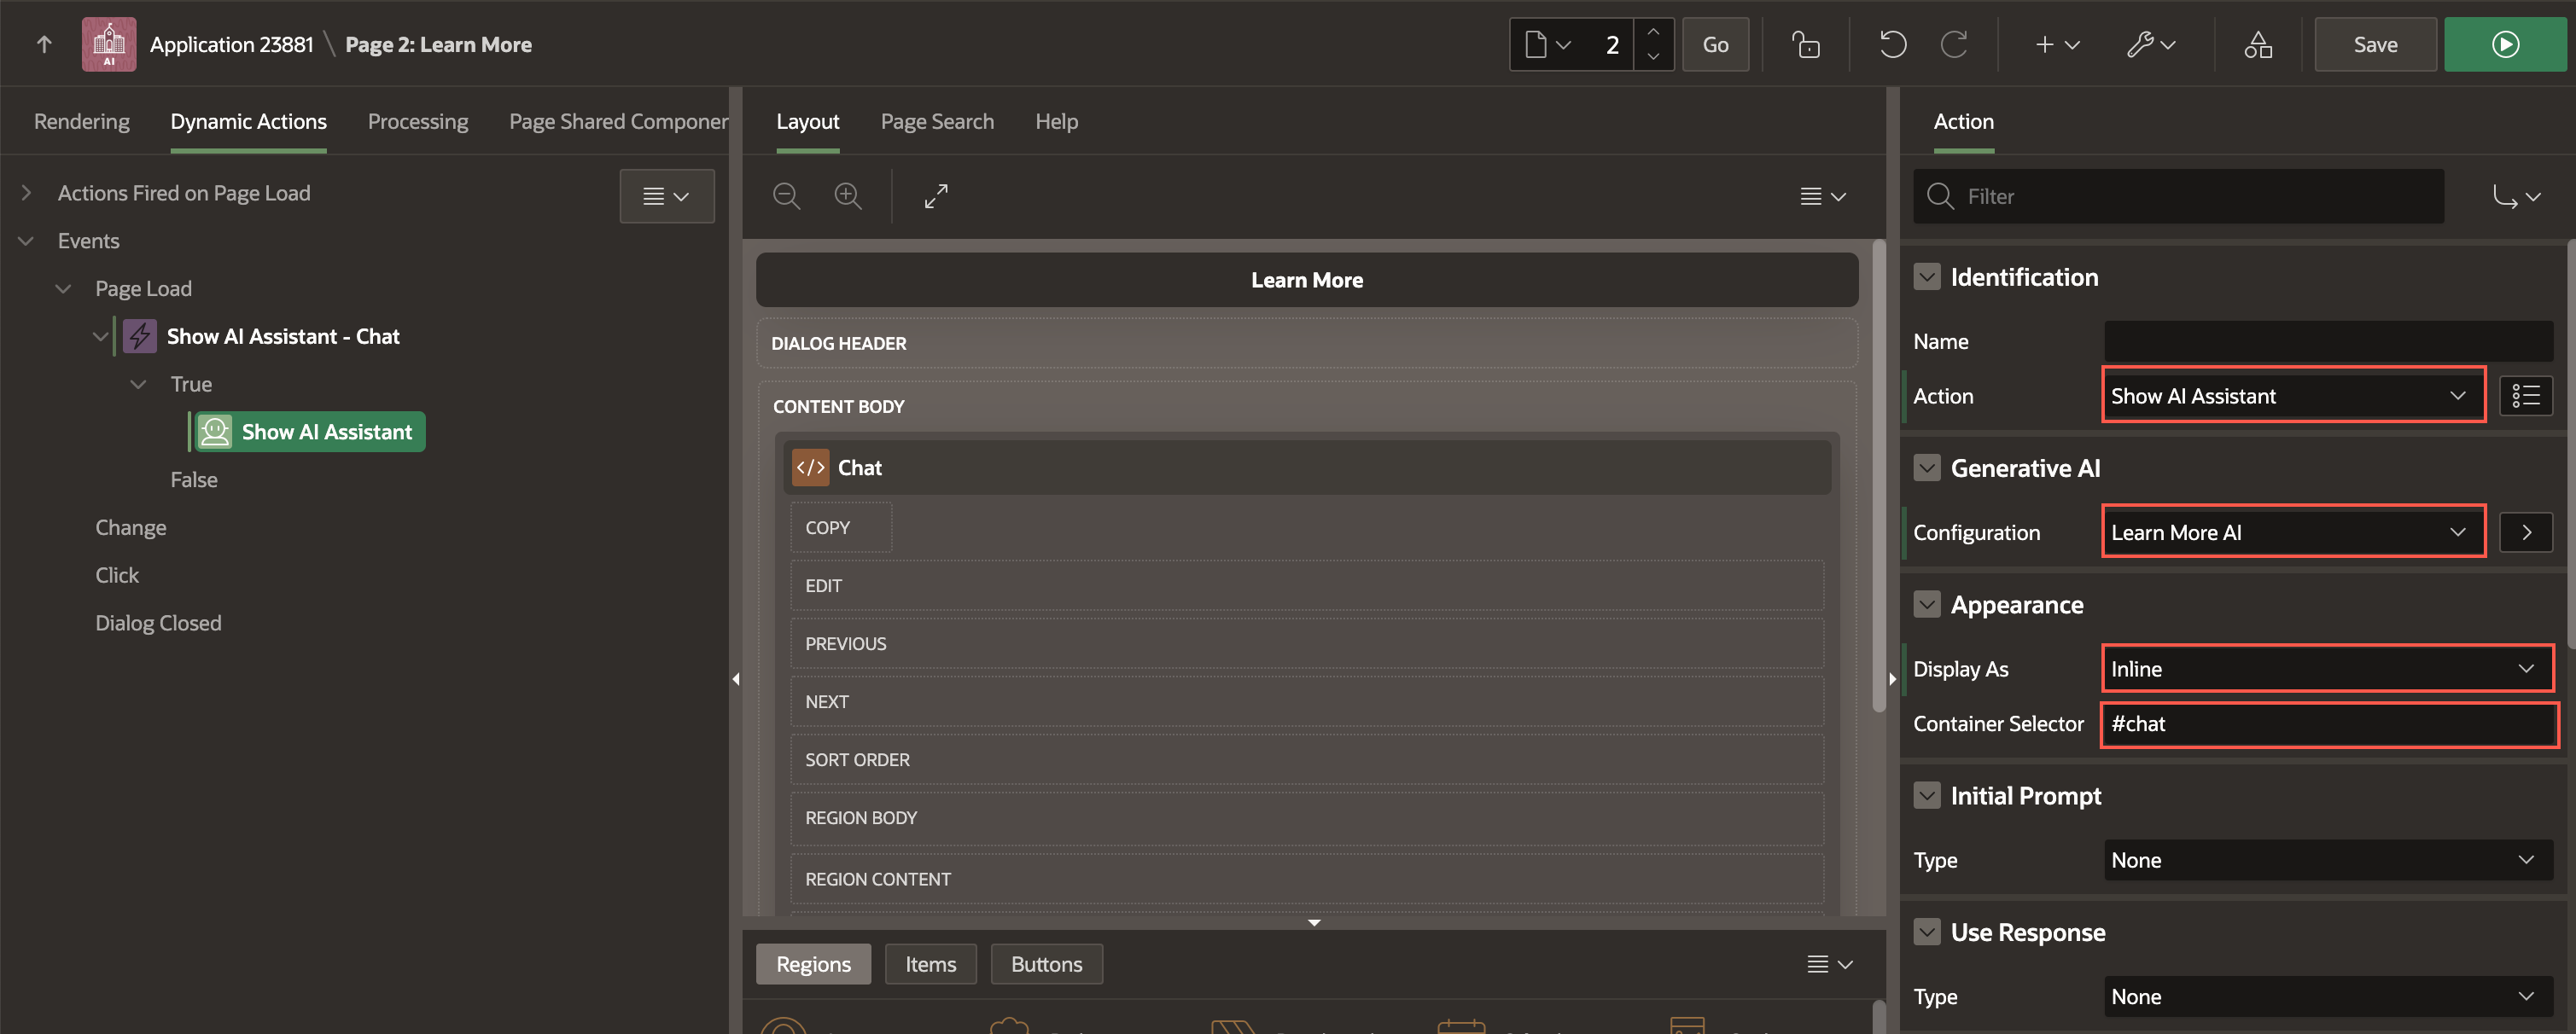 AI
Application 23881 \ Page 2: Learn More
2
Go
Save
Rendering
Dynamic Actions
Processing
Page Shared Componer
Layout
Page Search
Help
Action
Actions Fired on Page Load
Events
Page Load
Show AI Assistant - Chat
True
Show AI Assistant
False
Change
Click
Dialog Closed
Learn More
DIALOG HEADER
CONTENT BODY
</> Chat
COPY
EDIT
PREVIOUS
NEXT
SORT ORDER
REGION BODY
REGION CONTENT
Regions
Items
Buttons
Filter
Identification
Name
Action
Show AI Assistant
Generative AI
Configuration
Learn More AI
Appearance
Display As
Inline
Container Selector
#chat
Initial Prompt
Type
None
Use Response
Type
None